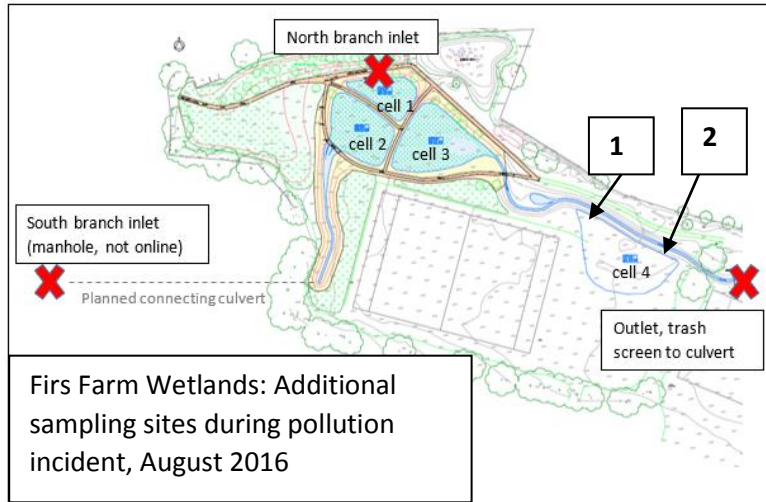 North branch inlet
cell 1
cell 2
cell 3
1
2
South branch inlet
(manhole, not online)
Planned connecting culvert
cell 4
Outlet, trash
screen to culvert
Firs Farm Wetlands: Additional
sampling sites during pollution
incident, August 2016